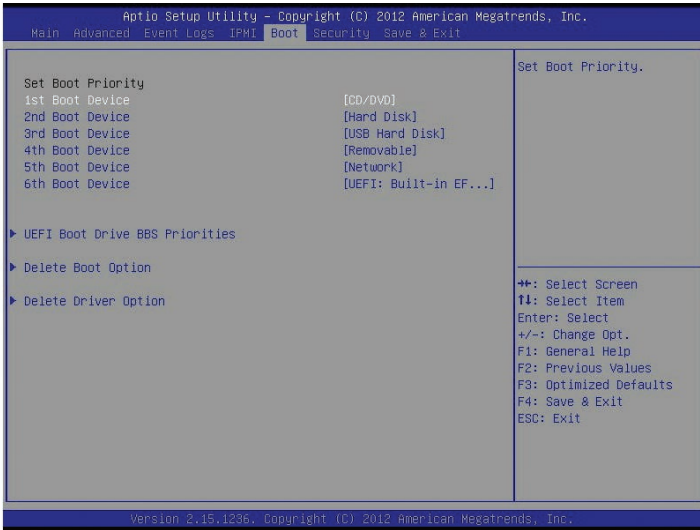 Aptio Setup Utility – Copyright (C) 2012 American Megatrends, Inc.
Main Advanced Event Logs IPMI Boot Security Save & Exit
Set Boot Priority
1st Boot Device [CD/DVD]
2nd Boot Device [Hard Disk]
3rd Boot Device [USB Hard Disk]
4th Boot Device [Removable]
5th Boot Device [Network]
6th Boot Device [UEFI: Built-in EF...]
UEFI Boot Drive BBS Priorities
Delete Boot Option
Delete Driver Option
Set Boot Priority.
→←: Select Screen
↑↓: Select Item
Enter: Select
+/-: Change Opt.
F1: General Help
F2: Previous Values
F3: Optimized Defaults
F4: Save & Exit
ESC: Exit
Version 2.15.1236. Copyright (C) 2012 American Megatrends, Inc.